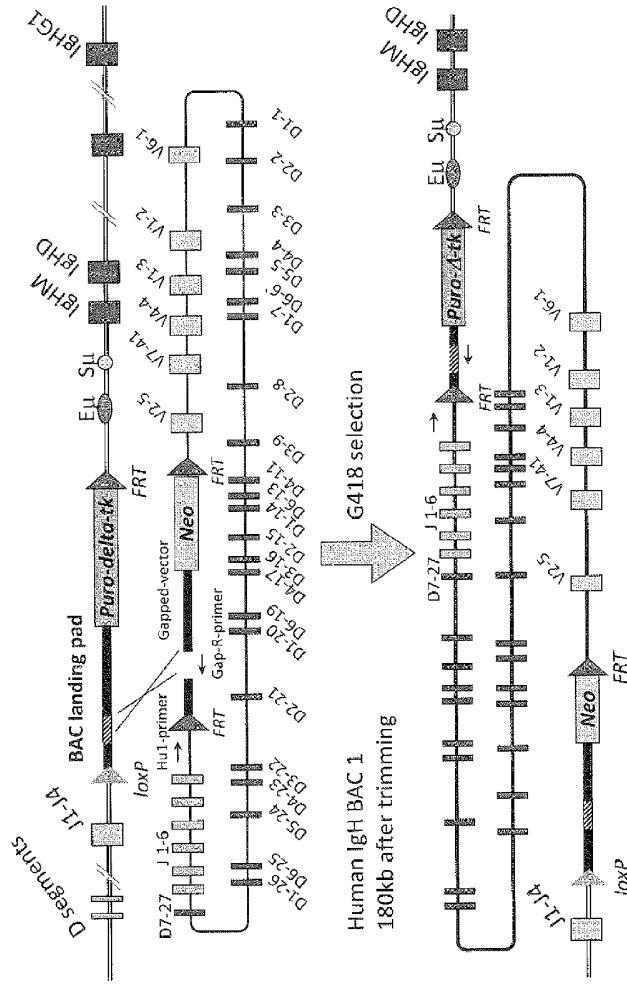 IgHG1
IgHD
IgHM
Sμ
Eμ
FRT
Puro-delta-tk
BAC landing pad
loxP
J1-J4
D segments
V6-1
V1-2
V1-3
V4-4
V7-41
V2-5
FRT
Neo
Gapped-vector
Gap-R-primer
Hu1-primer
FRT
J 1-6
D7-27
D1-1
D2-2
D3-3
D4-4
D5-5
D6-6
D1-7
D2-8
D3-9
D4-11
D6-13
D1-14
D2-15
D3-16
D4-17
D6-19
D1-20
D2-21
D3-22
D4-23
D5-24
D6-25
D1-26
G418 selection
Human IgH BAC 1
180kb after trimming
IgHD
IgHM
Sμ
Eμ
FRT
Puro-Δ-tk
FRT
J 1-6
D7-27
V6-1
V1-2
V1-3
V4-4
V7-41
V2-5
FRT
Neo
loxP
J1-J4